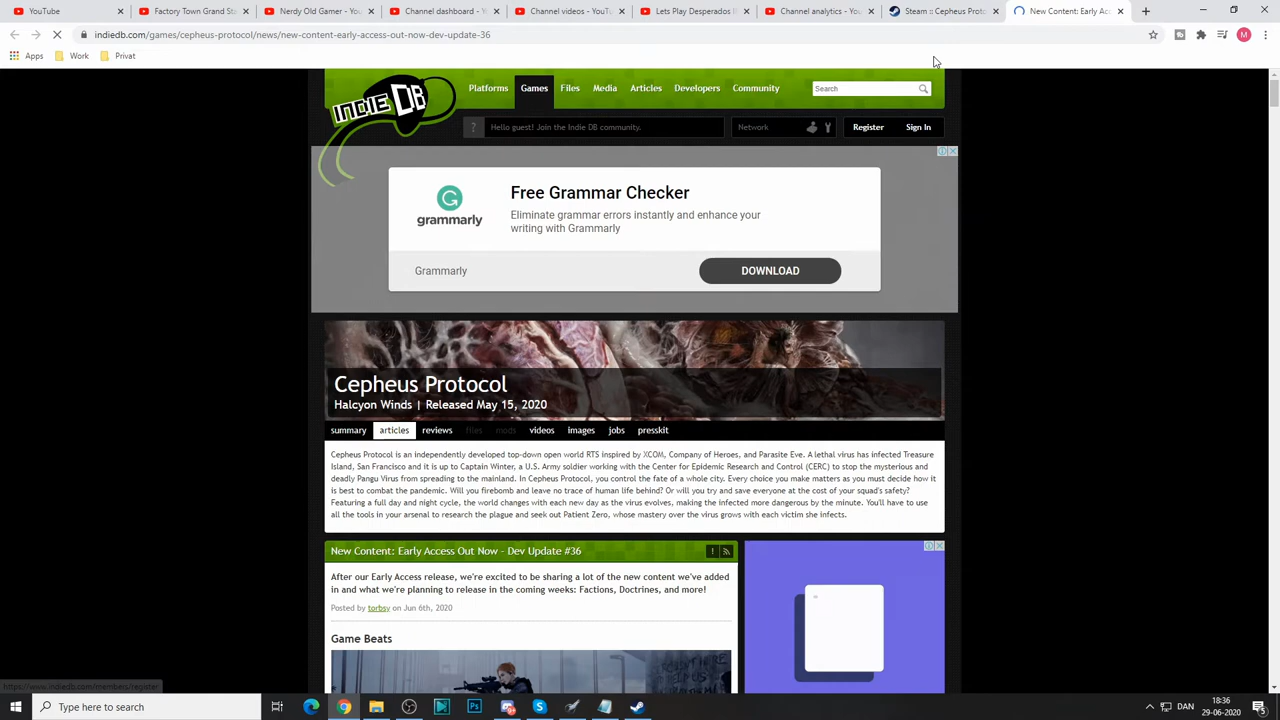 YouTube
Factory Town Grand Sta
Nerdy Old Gamer - You
Channel dashboard - Yo
Channel videos - YouTu
Lets Play Desperados II
Channel analytics - You
Steam :: Cepheus Proto
New Content: Early Acc
indiedb.com/games/cepheus-protocol/news/new-content-early-access-out-now-dev-update-36
M
Apps
Work
Privat
INDIE DB
Platforms
Games
Files
Media
Articles
Developers
Community
Search
?
Hello guest! Join the Indie DB community.
Network
Register
Sign In
grammarly
Free Grammar Checker
Eliminate grammar errors instantly and enhance your
writing with Grammarly
Grammarly
DOWNLOAD
Cepheus Protocol
Halcyon Winds | Released May 15, 2020
summary
articles
reviews
files
mods
videos
images
jobs
presskit
Cepheus Protocol is an independently developed top-down open world RTS inspired by XCOM, Company of Heroes, and Parasite Eve. A lethal virus has infected Treasure
Island, San Francisco and it is up to Captain Winter, a U.S. Army soldier working with the Center for Epidemic Research and Control (CERC) to stop the mysterious and
deadly Pangu Virus from spreading to the mainland. In Cepheus Protocol, you control the fate of a whole city. Every choice you make matters as you must decide how it
is best to combat the pandemic. Will you firebomb and leave no trace of human life behind? Or will you try and save everyone at the cost of your squad's safety?
Featuring a full day and night cycle, the world changes with each new day as the virus evolves, making the infected more dangerous by the minute. You'll have to use
all the tools in your arsenal to research the plague and seek out Patient Zero, whose mastery over the virus grows with each victim she infects.
New Content: Early Access Out Now - Dev Update #36
!
After our Early Access release, we're excited to be sharing a lot of the new content we've added
in and what we're planning to release in the coming weeks: Factions, Doctrines, and more!
Posted by torbsy on Jun 6th, 2020
Game Beats
https://www.indiedb.com/members/register
Type here to search
DAN
18:36
29-06-2020